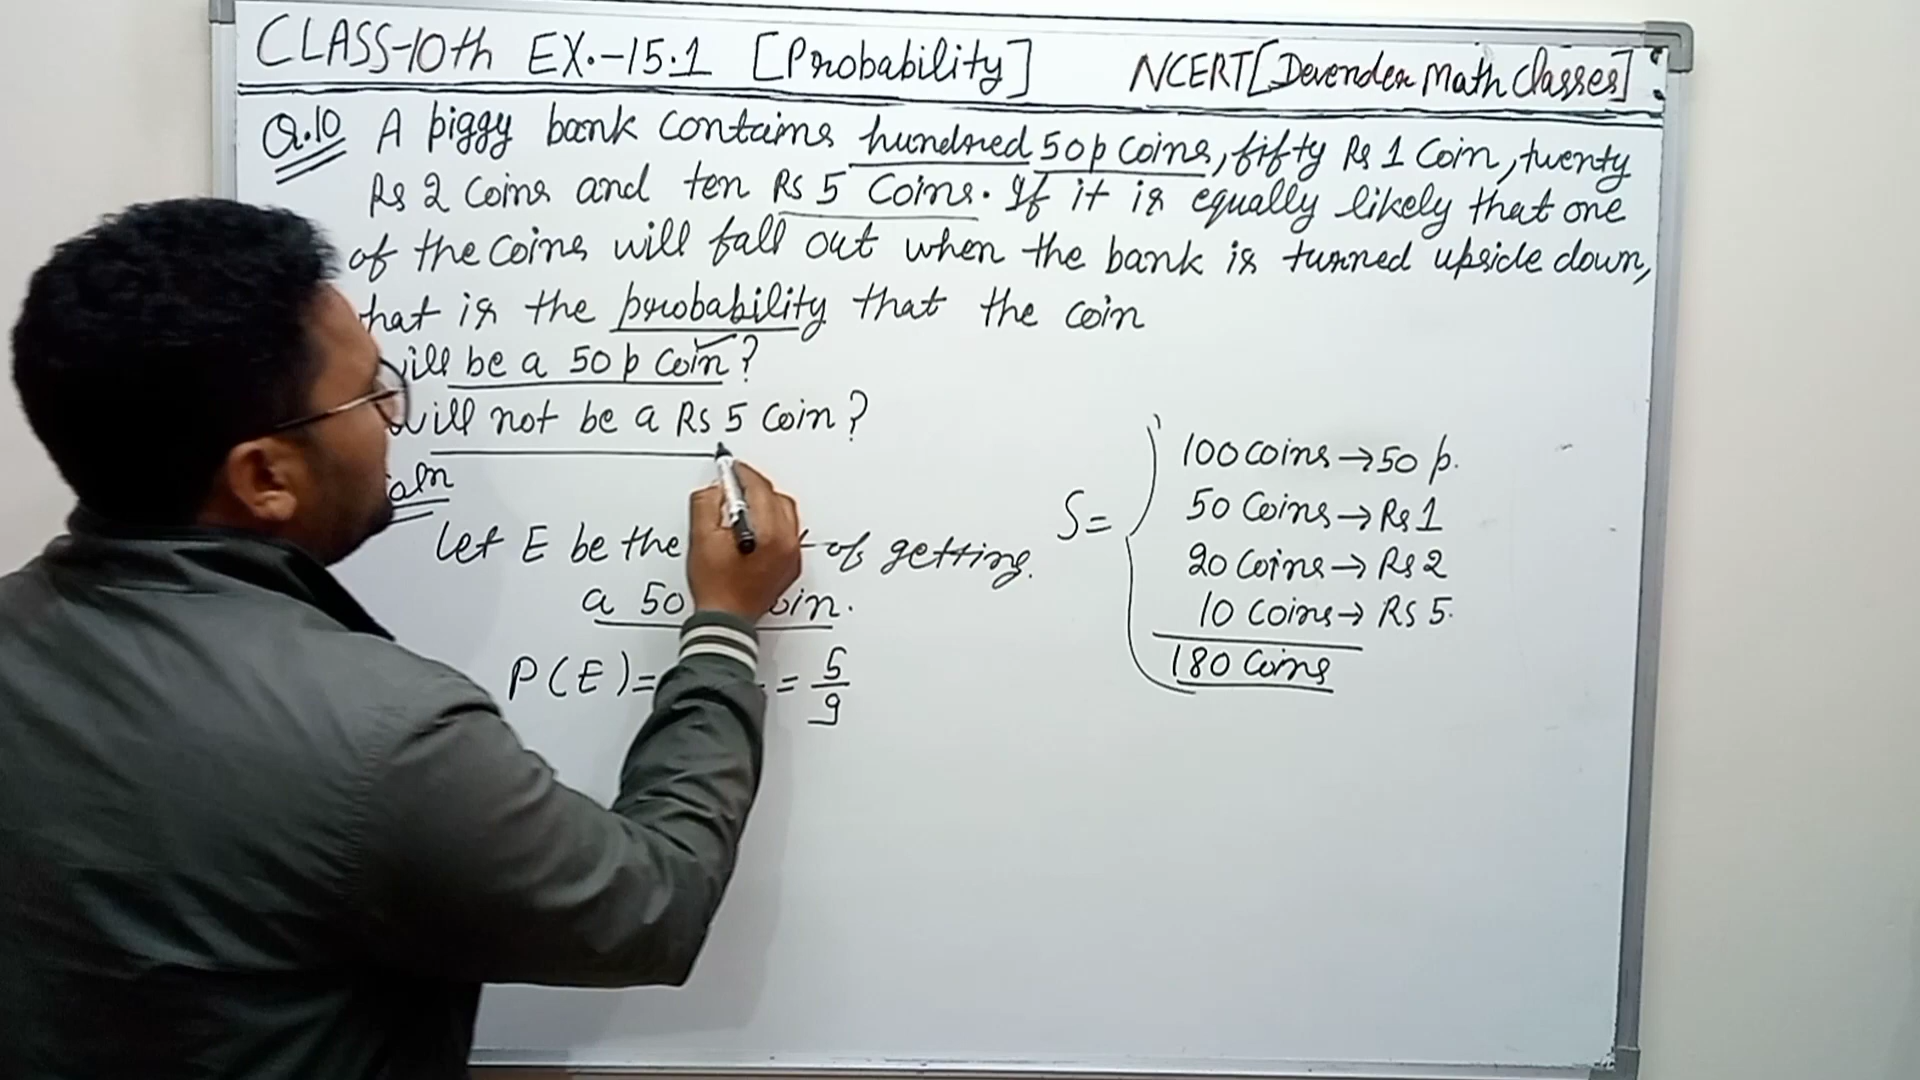 CLASS-10th EX.-15.1 [Probability] NCERT [Devender Math Classes]
Q.10 A piggy bank contains hundred 50p coins, fifty Rs 1 Coin, twenty
Rs 2 Coins and ten Rs 5 Coins. If it is equally likely that one
of the coins will fall out when the bank is turned upside down,
hat is the probability that the coin
ill be a 50 p coin?
will not be a Rs 5 Coin?
oln
Let E be the of getting.
a 50 oin.
P(E)= = 5/9
S=
100 coins → 50 p.
50 Coins → Rs 1
20 Coins → Rs 2
10 Coins → Rs 5.
180 Coins